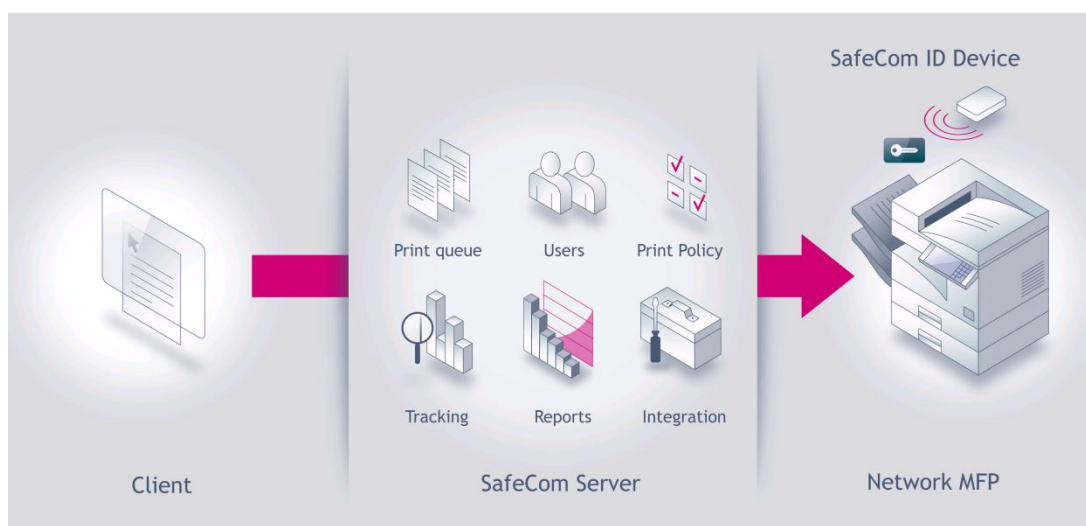 SafeCom ID Device
Print queue
Users
Print Policy
Tracking
Reports
Integration
Client
SafeCom Server
Network MFP